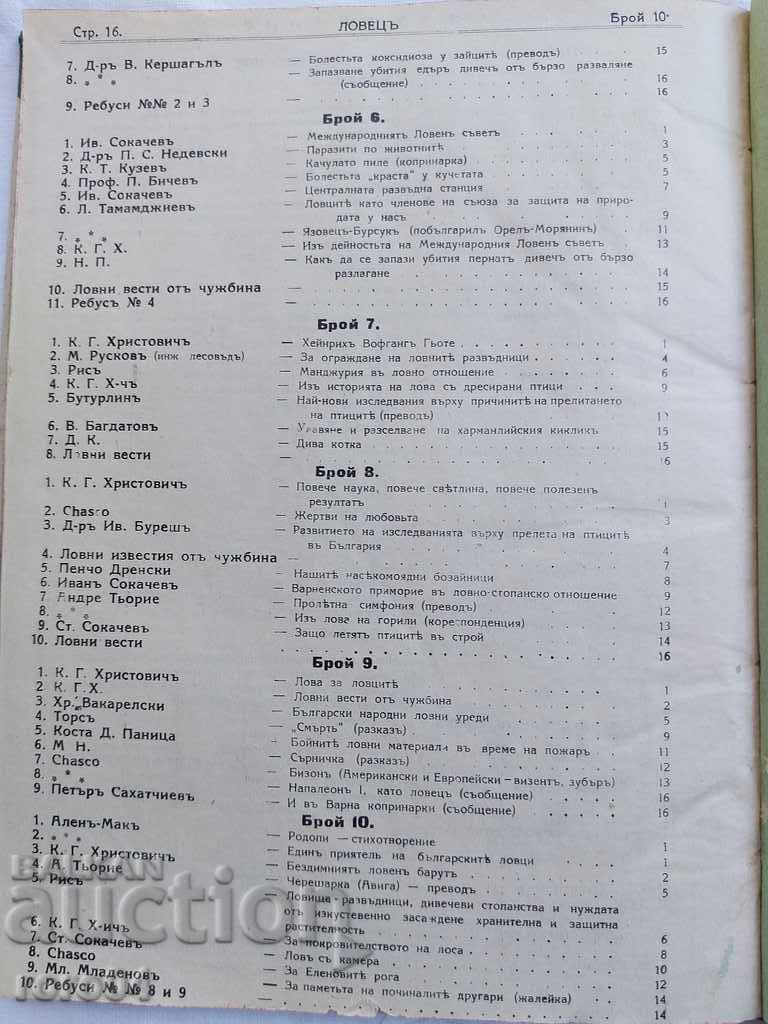 Стр. 16. ЛОВЕЦЪ Брой 10·
7. Д-ръ В. Кершагълъ — Болестьта коксидиоза у зайцитѣ (преводъ) 15
8. * * * — Запазване убития едъръ дивечъ отъ бързо разваляне
(съобщение) 16
9. Ребуси №№ 2 и 3 — 16
Брой 6.
1. Ив. Сокачевъ — Международниятъ Ловенъ съветъ 1
2. Д-ръ П. С. Недевски — Паразити по животнитѣ 3
3. К. Т. Кузевъ — Качулато пиле (копринарка) 5
4. Проф. П. Бичевъ — Болестьта „краста" у кучетата 5
5. Ив. Сокачевъ — Централната развъдна станция 7
6. Л. Тамамджиевъ — Ловцитѣ като членове на съюза за защита на приро-
дата у насъ 9
7. * * * — Язовецъ-Бурсукъ (побългарилъ Орелъ-Морянинъ) 11
8. К. Г. Х. — Изъ дейностьта на Международния Ловенъ съветъ 13
9. Н. П. — Какъ да се запази убития пернатъ дивечъ отъ бързо
разлагане 14
10. Ловни вести отъ чужбина — 15
11. Ребусъ № 4 — 16
Брой 7.
1. К. Г. Христовичъ — Хейнрихъ Вофгангъ Гьоте 1
2. М. Русковъ (инж лесовъдъ) — За ограждане на ловнитѣ развъдници 4
3. Рисъ — Манджурия въ ловно отношение 6
4. К. Г. Х-чъ — Изъ историята на лова съ дресирани птици 9
5. Бутурлинъ — Най-нови изследвания върху причинитѣ на прелитането
на птицитѣ (преводъ)
6. В. Багдатовъ — Уравяне и разселване на харманлийския кикликъ 15
7. Д. К. — Дива котка 15
8. Ловни вести — 16
Брой 8.
1. К. Г. Христовичъ — Повече наука, повече свѣтлина, повече полезенъ
резултатъ 1
2. Chasco — Жертви на любовьта 3
3. Д-ръ Ив. Бурешъ — Развитието на изследванията върху прелета на птицитѣ
въ България 4
4. Ловни известия отъ чужбина — 7
5. Пенчо Дренски — Нашитѣ насѣкомоядни бозайници 8
6. Иванъ Сокачевъ — Варненското приморие въ ловно-стопанско отношение 9
7 Андре Тьорие — Пролѣтна симфония (преводъ) 12
8. * * * — Изъ лова на горили (кореспонденция) 13
9. Ст. Сокачевъ — Защо летятъ птицитѣ въ строй 14
10. Ловни вести 16
Брой 9.
1. К. Г. Христовичъ — Лова за ловцитѣ 1
2 К. Г. Х. — Ловни вести отъ чужбина 2
3. Хр. Вакарелски — Български народни ловни уреди 5
4. Торсъ — „Смърть" (разказъ) 9
5. Коста Д. Паница — Бойнитѣ ловни материали въ време на пожаръ 11
6. М Н. — Сърничка (разказъ) 12
7. Chasco — Бизонъ (Американски и Европейски – визентъ, зубъръ) 13
8. * * * — Напалеонъ I, като ловецъ (съобщение) 16
9. Петъръ Сахатчиевъ — И въ Варна копринарки (съобщение) 16
Брой 10.
1. Аленъ-Макъ — Родопи — стихотворение 1
2. * * * — Единъ приятель на българскитѣ ловци 1
3. К. Г. Христовичъ — Бездимниятъ ловенъ барутъ 2
4. А. Тьорие — Черешарка (Авига) — преводъ 5
5. Рисъ — Ловища - развъдници, дивечеви стопанства и нуждата
отъ изкуствено засаждане хранителна и защитна
растителность 6
6. К. Г. Х-ичъ — За покровителството на лоса 8
7. Ст. Сокачевъ — Ловъ съ камера 10
8. Chasco — За Еленовитѣ рога 12
9. Мл. Младеновъ — За паметьта на починалитѣ другари (жалейка) 14
10. Ребуси № № 8 и 9 — 14
BALKAN
auction